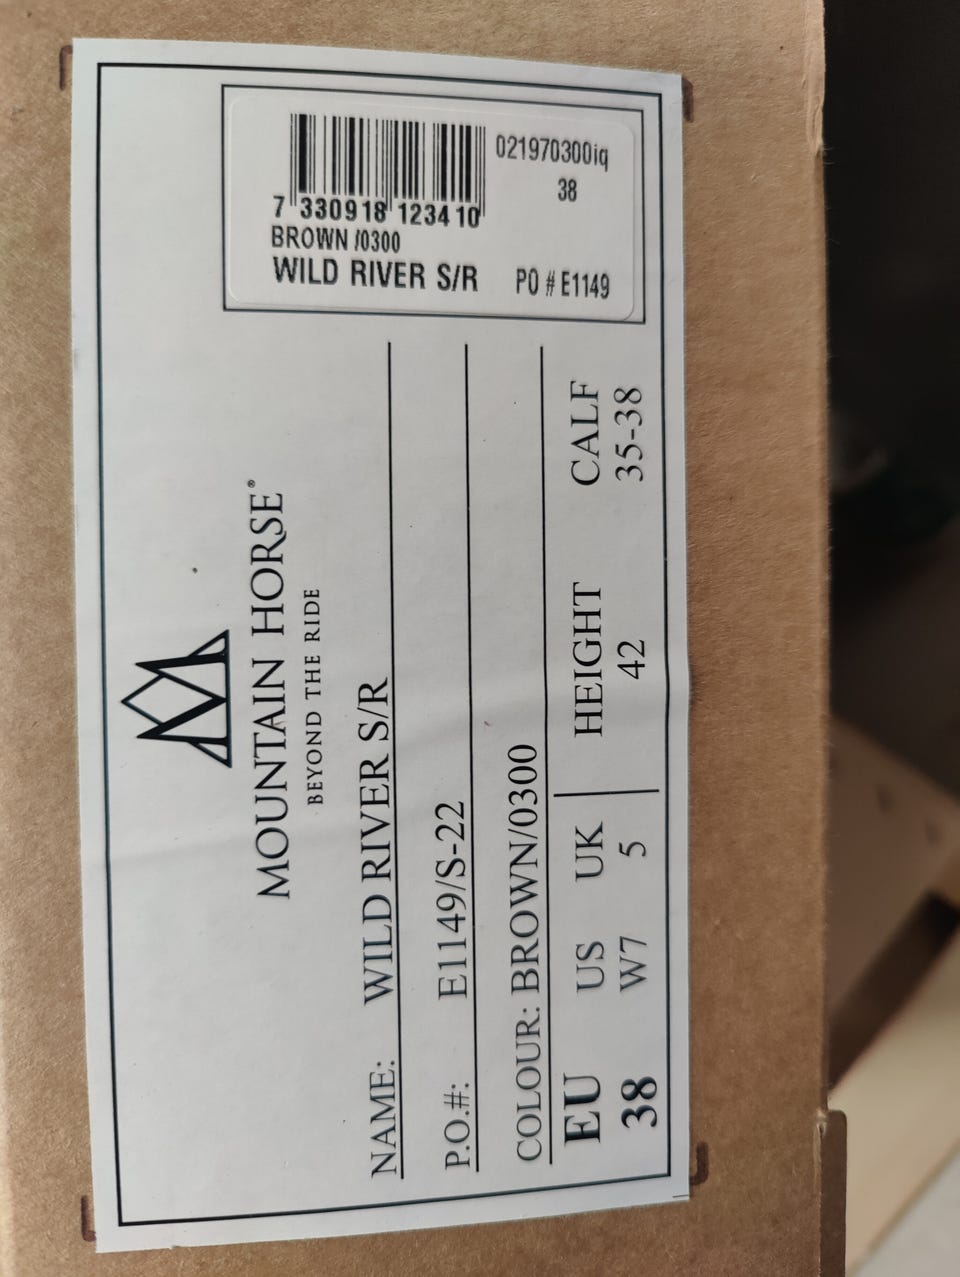 MOUNTAIN HORSE®
BEYOND THE RIDE
NAME: WILD RIVER S/R
P.O.#: E1149/S-22
COLOUR: BROWN/0300
EU US UK HEIGHT CALF
38 W7 5 42 35-38
021970300iq
38
7 330918 123410
BROWN /0300
WILD RIVER S/R PO # E1149